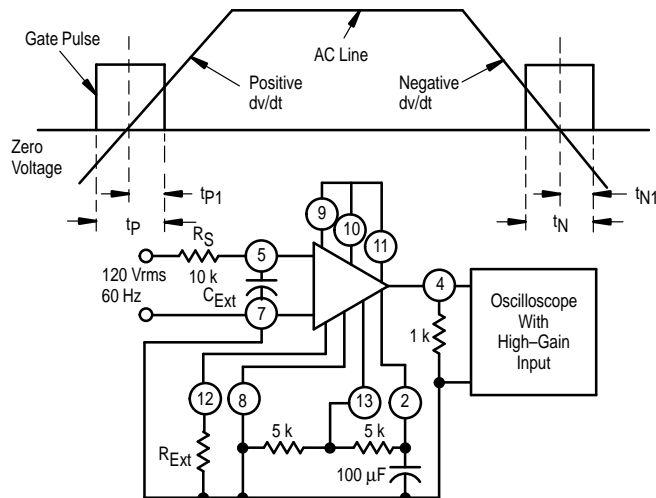 Gate Pulse
AC Line
Positive
dv/dt
Negative
dv/dt
Zero
Voltage
tP1
tP
tN1
tN
9
10
11
RS
5
10 k
120 Vrms
60 Hz
CExt
7
4
1 k
Oscilloscope
With
High–Gain
Input
12
8
13
2
5 k
5 k
RExt
100 µF